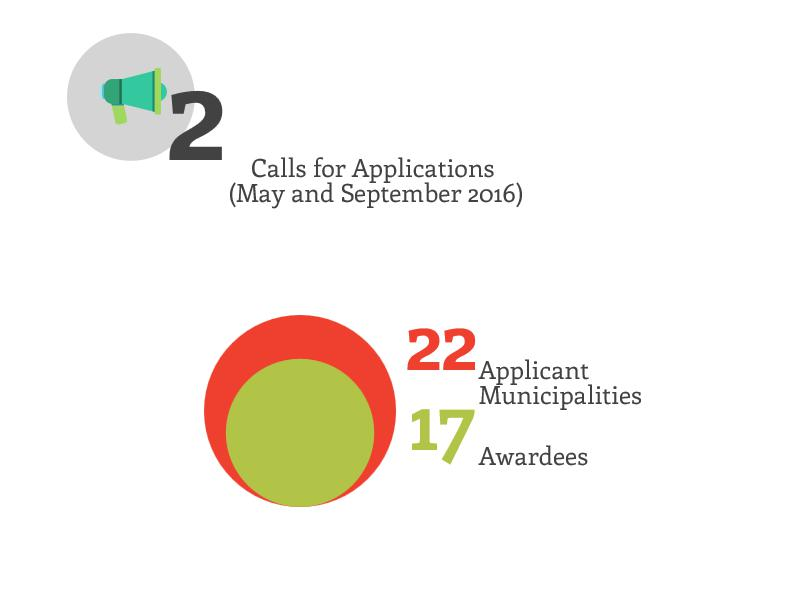 2
Calls for Applications
(May and September 2016)
22
Applicant
Municipalities
17
Awardees